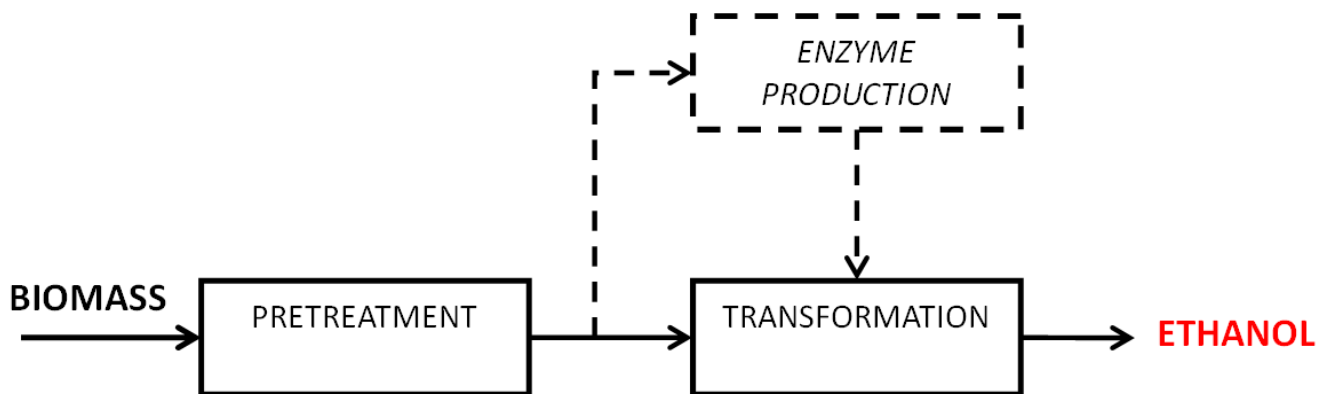 ENZYME
PRODUCTION
BIOMASS
PRETREATMENT
TRANSFORMATION
ETHANOL